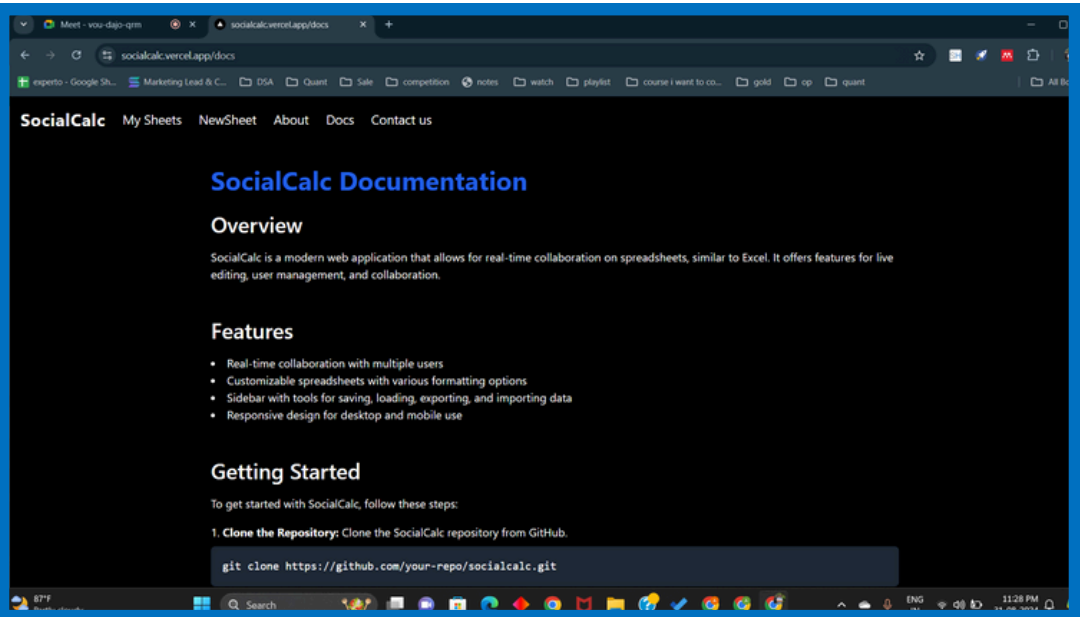 Meet - vou-dajo-qrm
socialcalc.vercel.app/docs
socialcalc.vercel.app/docs
experto - Google Sh...
Marketing Lead & C...
DSA
Quant
Sale
competition
notes
watch
playlist
course i want to co...
gold
op
quant
All Bo
SocialCalc My Sheets NewSheet About Docs Contact us
SocialCalc Documentation
Overview
SocialCalc is a modern web application that allows for real-time collaboration on spreadsheets, similar to Excel. It offers features for live
editing, user management, and collaboration.
Features
• Real-time collaboration with multiple users
• Customizable spreadsheets with various formatting options
• Sidebar with tools for saving, loading, exporting, and importing data
• Responsive design for desktop and mobile use
Getting Started
To get started with SocialCalc, follow these steps:
1. Clone the Repository: Clone the SocialCalc repository from GitHub.
git clone https://github.com/your-repo/socialcalc.git
87°F
Search
ENG
11:28 PM